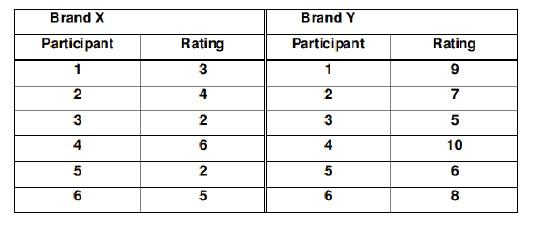 Brand X Brand Y
Participant Rating Participant Rating
1 3 1 9
2 4 2 7
3 2 3 5
4 6 4 10
5 2 5 6
6 5 6 8